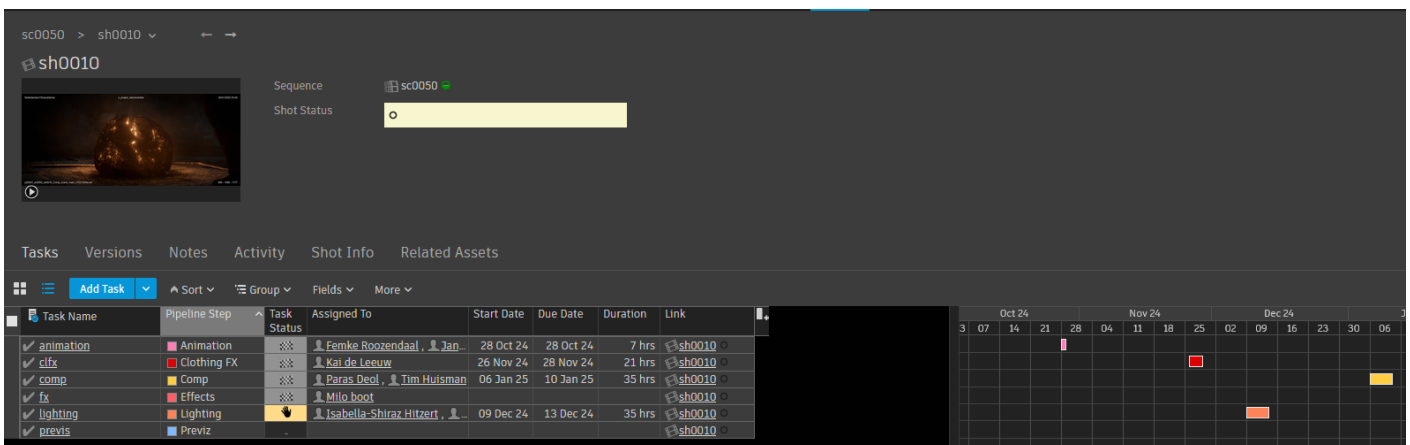 sc0050 > sh0010
sh0010
Sequence sc0050
Shot Status
Tasks Versions Notes Activity Shot Info Related Assets
Add Task Sort Group Fields More
Task Name Pipeline Step Task Status Assigned To Start Date Due Date Duration Link
Oct 24 Nov 24 Dec 24 J
3 07 14 21 28 04 11 18 25 02 09 16 23 30 06
animation Animation Femke Roozendaal , Jan... 28 Oct 24 28 Oct 24 7 hrs sh0010
clfx Clothing FX Kai de Leeuw 26 Nov 24 28 Nov 24 21 hrs sh0010
comp Comp Paras Deol , Tim Huisman 06 Jan 25 10 Jan 25 35 hrs sh0010
fx Effects Milo boot sh0010
lighting Lighting Isabella-Shiraz Hitzert , ... 09 Dec 24 13 Dec 24 35 hrs sh0010
previs Previz sh0010